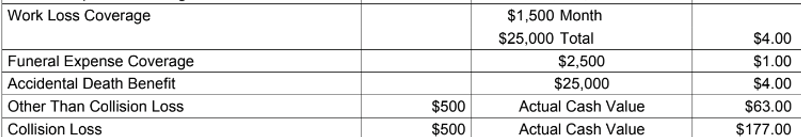 Work Loss Coverage $1,500 Month
$25,000 Total $4.00
Funeral Expense Coverage $2,500 $1.00
Accidental Death Benefit $25,000 $4.00
Other Than Collision Loss $500 Actual Cash Value $63.00
Collision Loss $500 Actual Cash Value $177.00